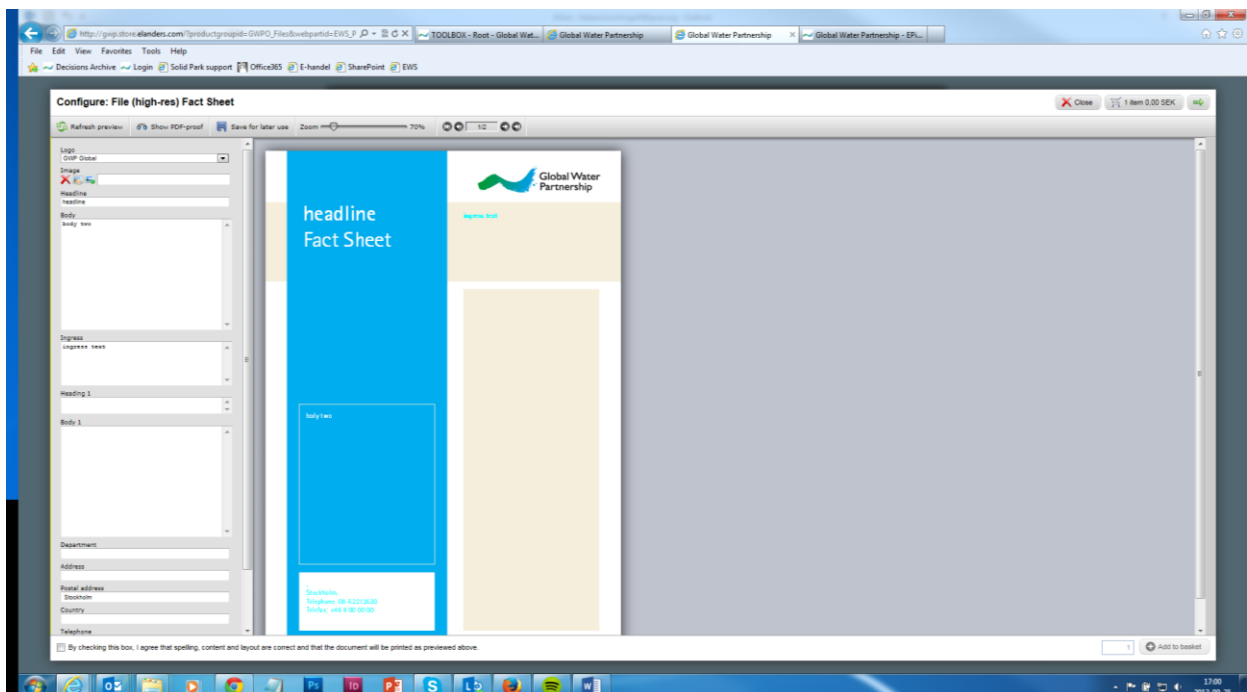 http://gwp.store.elanders.com/?productgroupid=GWPO_Files&webpartid=EWS_P
TOOLBOX - Root - Global Wat...
Global Water Partnership
Global Water Partnership
Global Water Partnership - EPi...
File Edit View Favorites Tools Help
Decisions Archive Login Solid Park support Office365 E-handel SharePoint EWS
Configure: File (high-res) Fact Sheet
Close
1 item 0,00 SEK
Refresh preview Show PDF-proof Save for later use Zoom 70% 1/2
Logo
GWP Global
Image
Headline
headline
Body
body two
Ingress
ingress text
Heading 1
Body 1
Department
Address
Postal address
Stockholm
Country
Telephone
Global Water
Partnership
headline
Fact Sheet
ingress text
body two
Stockholm,
By checking this box, I agree that spelling, content and layout are correct and that the document will be printed as previewed above.
1
Add to basket
Ps Id
17:00